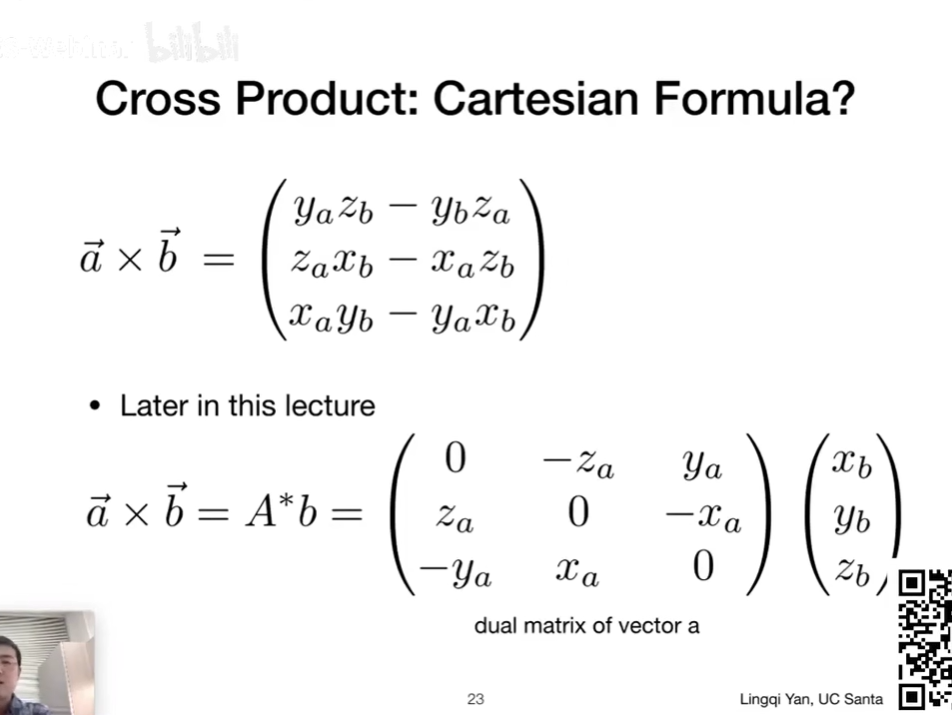 bilibili
Cross Product: Cartesian Formula?
$\vec{a} \times \vec{b} = \begin{pmatrix} y_a z_b - y_b z_a \\ z_a x_b - x_a z_b \\ x_a y_b - y_a x_b \end{pmatrix}$
• Later in this lecture
$\vec{a} \times \vec{b} = A^* b = \begin{pmatrix} 0 & -z_a & y_a \\ z_a & 0 & -x_a \\ -y_a & x_a & 0 \end{pmatrix} \begin{pmatrix} x_b \\ y_b \\ z_b \end{pmatrix}$
dual matrix of vector a
23
Lingqi Yan, UC Santa